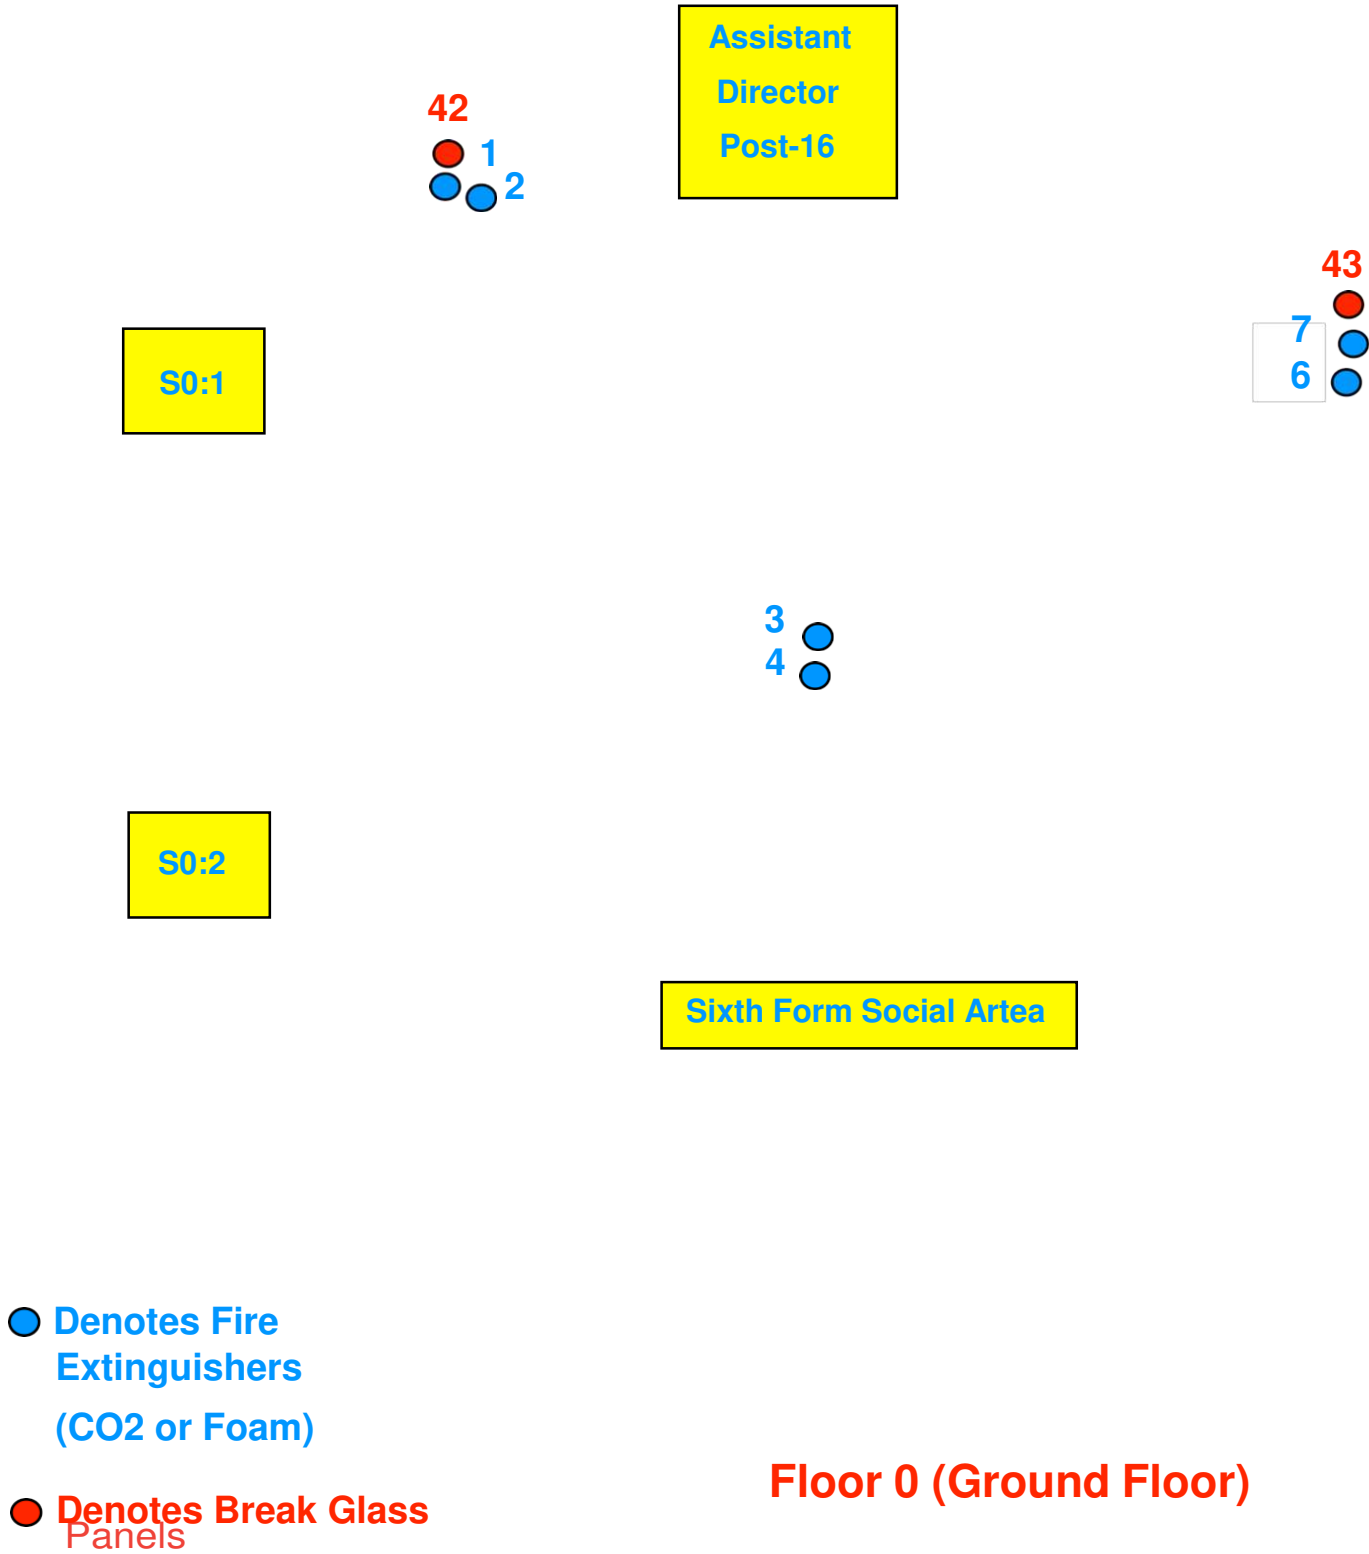 Assistant
Director
Post-16
42
1
2
43
7
6
S0:1
3
4
S0:2
Sixth Form Social Artea
Denotes Fire
Extinguishers
(CO2 or Foam)
Floor 0 (Ground Floor)
Denotes Break Glass
Panels